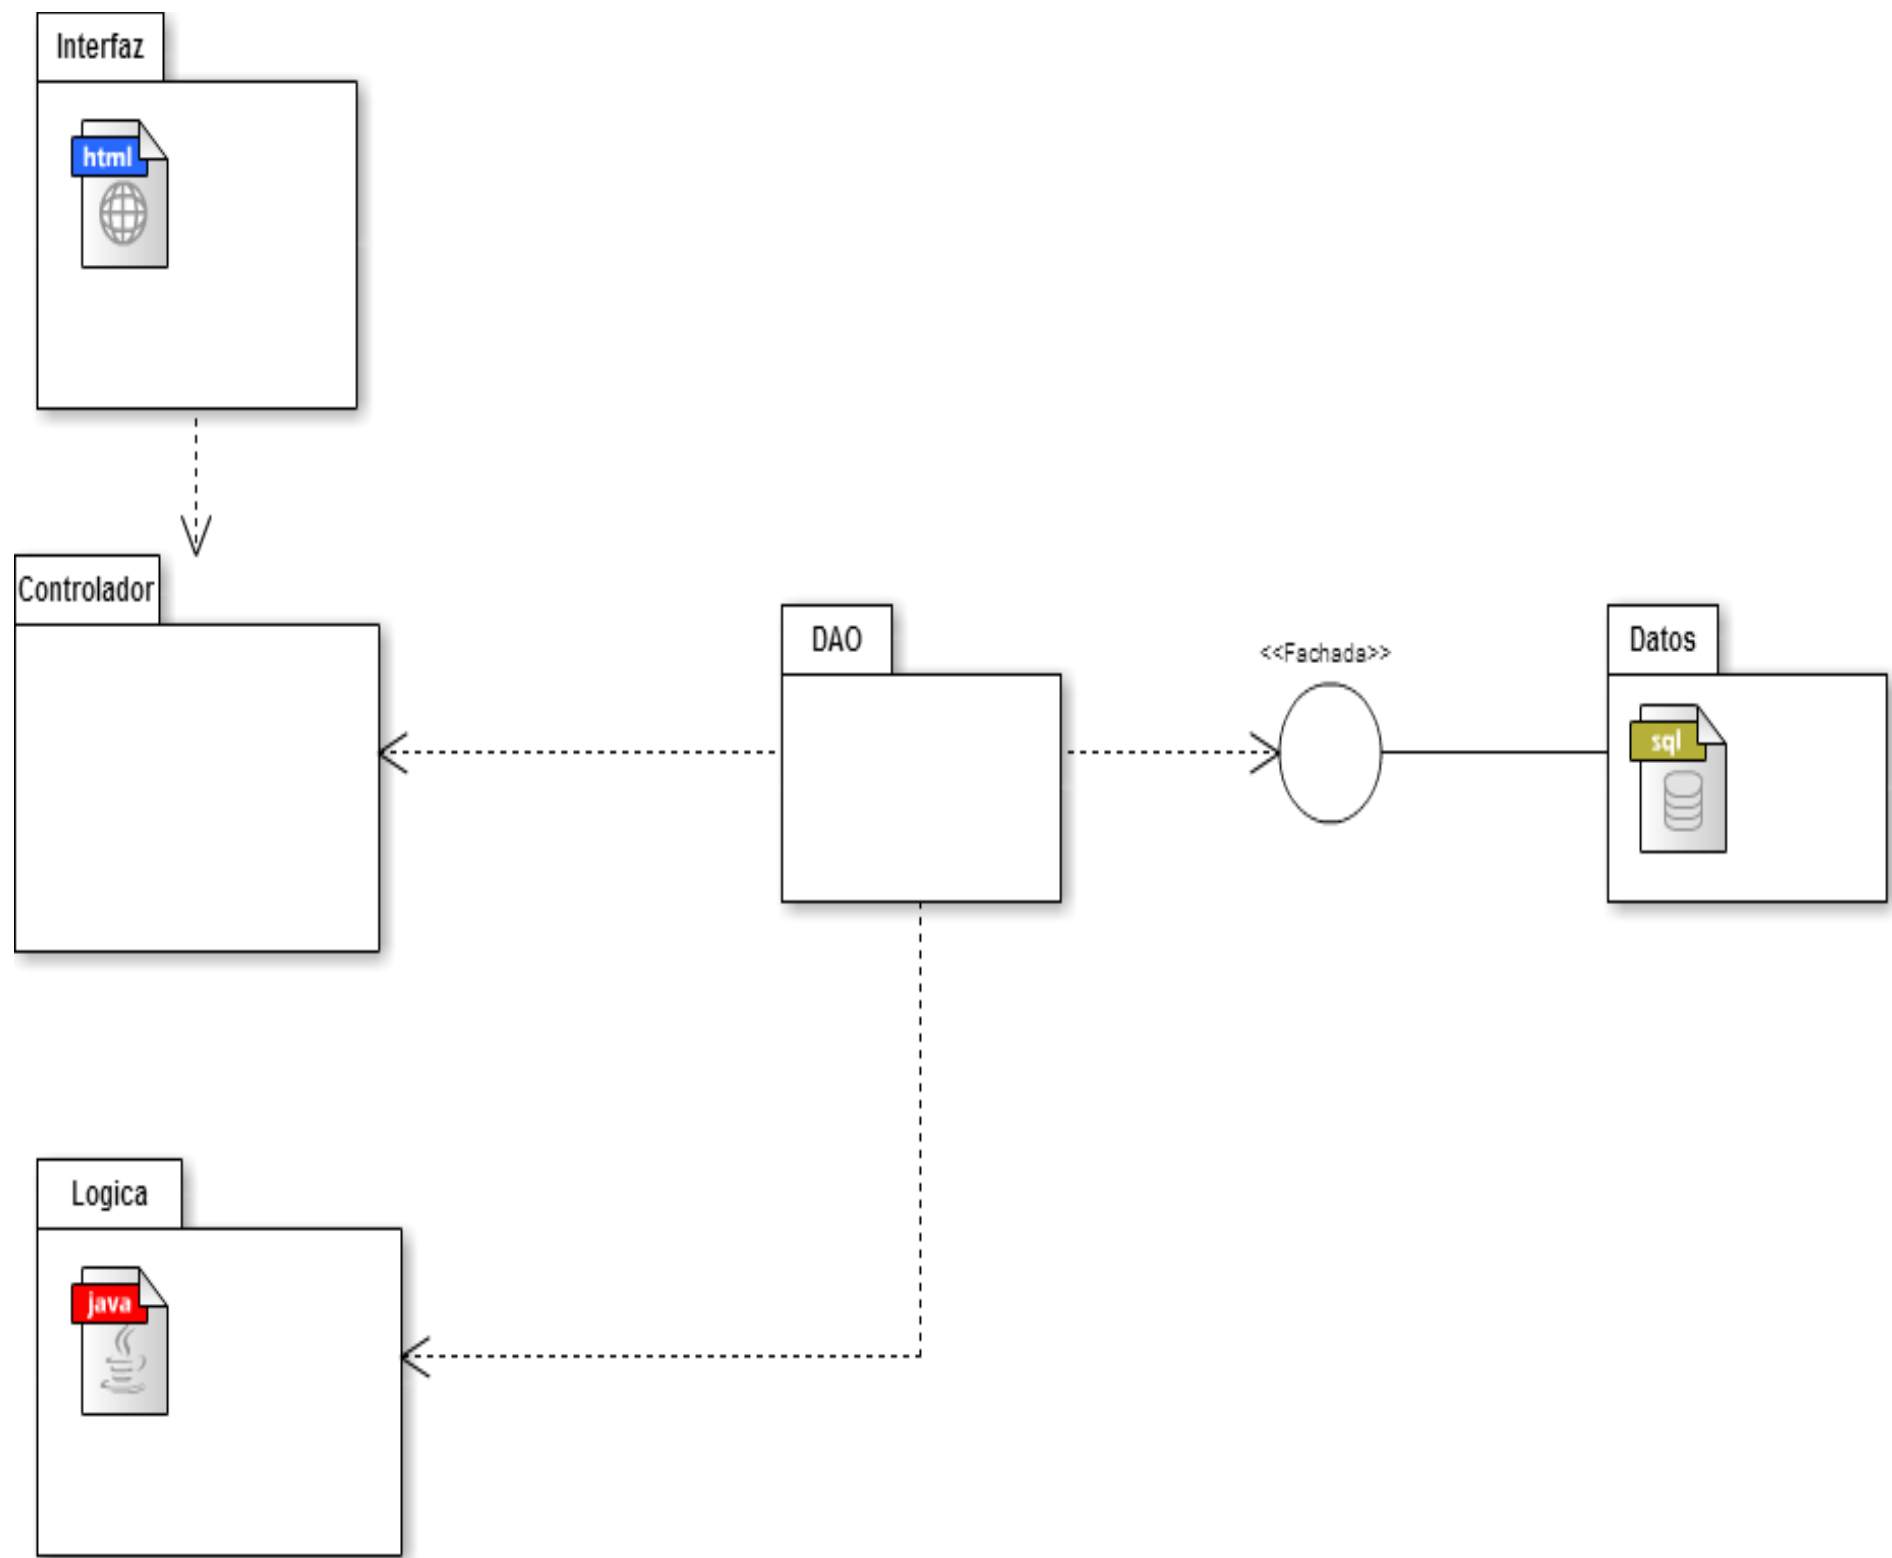 Interfaz
html
Controlador
DAO
<<Fachada>>
Datos
sql
Logica
java